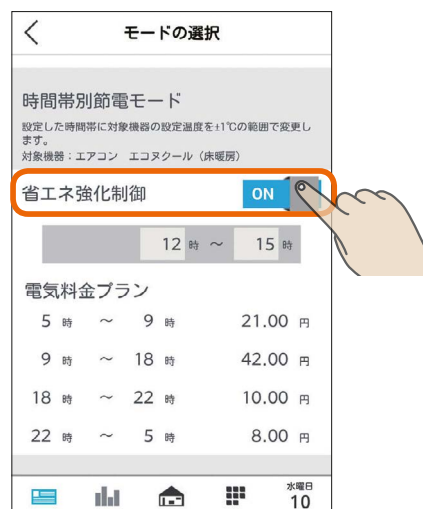 モードの選択
時間帯別節電モード
設定した時間帯に対象機器の設定温度を±1℃の範囲で変更し
ます。
対象機器：エアコン　エコヌクール（床暖房）
省エネ強化制御 ON
12 時 ～ 15 時
電気料金プラン
5 時 ～ 9 時 21.00 円
9 時 ～ 18 時 42.00 円
18 時 ～ 22 時 10.00 円
22 時 ～ 5 時 8.00 円
水曜日
10